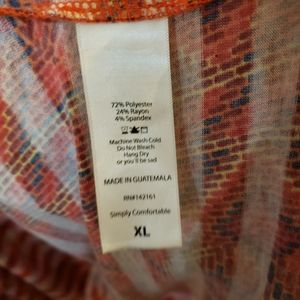 72% Polyester
24% Rayon
4% Spandex
Machine Wash Cold
Do Not Bleach
Hang Dry
or you'll be sad
MADE IN GUATEMALA
RN#142161
Simply Comfortable
XL